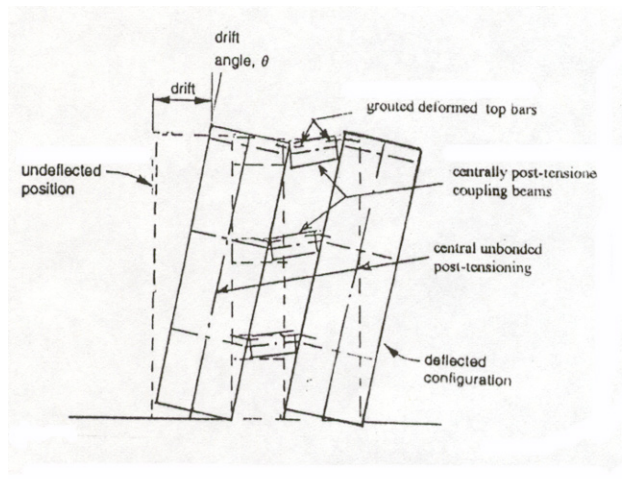 drift
angle, θ
drift
grouted deformed top bars
undeflected
position
centrally post-tensione
coupling beams
central unbonded
post-tensioning
deflected
configuration